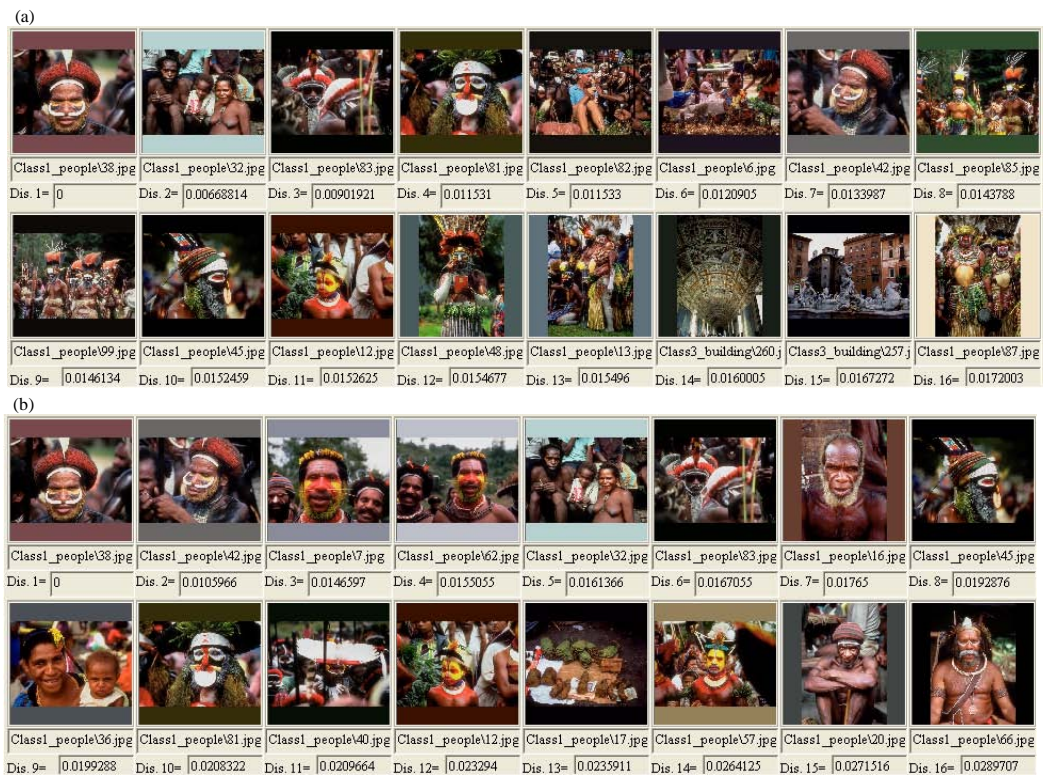 (a)
Class1_people\38.jpg Class1_people\32.jpg Class1_people\83.jpg Class1_people\81.jpg Class1_people\82.jpg Class1_people\6.jpg Class1_people\42.jpg Class1_people\85.jpg
Dis. 1= 0 Dis. 2= 0.00668814 Dis. 3= 0.00901921 Dis. 4= 0.011531 Dis. 5= 0.011533 Dis. 6= 0.0120905 Dis. 7= 0.0133987 Dis. 8= 0.0143788
Class1_people\99.jpg Class1_people\45.jpg Class1_people\12.jpg Class1_people\48.jpg Class1_people\13.jpg Class3_building\260.j Class3_building\257.j Class1_people\87.jpg
Dis. 9= 0.0146134 Dis. 10= 0.0152459 Dis. 11= 0.0152625 Dis. 12= 0.0154677 Dis. 13= 0.015496 Dis. 14= 0.0160005 Dis. 15= 0.0167272 Dis. 16= 0.0172003
(b)
Class1_people\38.jpg Class1_people\42.jpg Class1_people\7.jpg Class1_people\62.jpg Class1_people\32.jpg Class1_people\83.jpg Class1_people\16.jpg Class1_people\45.jpg
Dis. 1= 0 Dis. 2= 0.0105966 Dis. 3= 0.0146597 Dis. 4= 0.0155055 Dis. 5= 0.0161366 Dis. 6= 0.0167055 Dis. 7= 0.01765 Dis. 8= 0.0192876
Class1_people\36.jpg Class1_people\81.jpg Class1_people\40.jpg Class1_people\12.jpg Class1_people\17.jpg Class1_people\57.jpg Class1_people\20.jpg Class1_people\66.jpg
Dis. 9= 0.0199288 Dis. 10= 0.0208322 Dis. 11= 0.0209664 Dis. 12= 0.023294 Dis. 13= 0.0235911 Dis. 14= 0.0264125 Dis. 15= 0.0271516 Dis. 16= 0.0289707